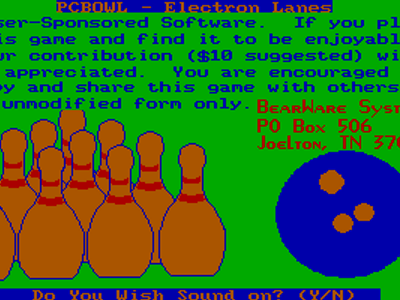 PCBOWL - Electron Lanes
ser-Sponsored Software. If you pl
is game and find it to be enjoyabl
ur contribution ($10 suggested) wi
appreciated. You are encouraged
py and share this game with others
unmodified form only.
BearWare Syst
PO Box 506
Joelton, TN 370
Do You Wish Sound on? (Y/N)